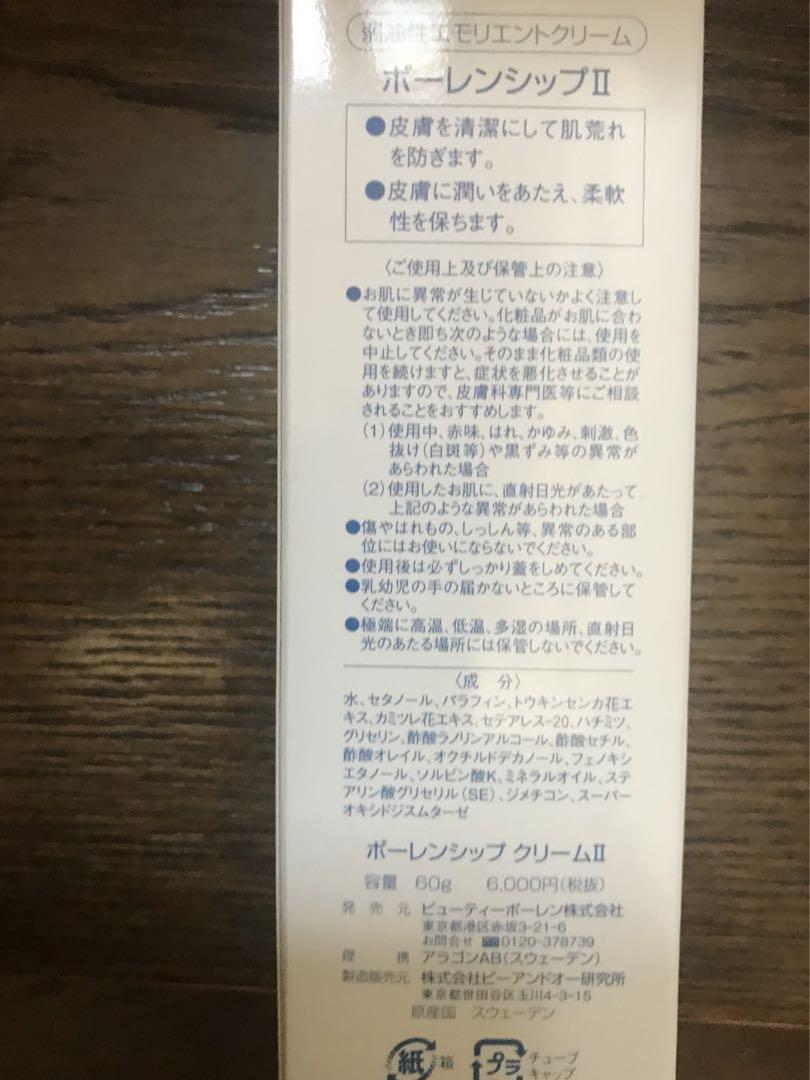 弱油性エモリエントクリーム
ポーレンシップⅡ
●皮膚を清潔にして肌荒れ
を防ぎます。
●皮膚に潤いをあたえ、柔軟
性を保ちます。
〈ご使用上及び保管上の注意〉
●お肌に異常が生じていないかよく注意し
て使用してください。化粧品がお肌に合わ
ないとき即ち次のような場合には、使用を
中止してください。そのまま化粧品類の使
用を続けますと、症状を悪化させることが
ありますので、皮膚科専門医等にご相談
されることをおすすめします。
(1)使用中、赤味、はれ、かゆみ、刺激、色
抜け(白斑等)や黒ずみ等の異常が
あらわれた場合
(2)使用したお肌に、直射日光があたって
上記のような異常があらわれた場合
●傷やはれもの、しっしん等、異常のある部
位にはお使いにならないでください。
●使用後は必ずしっかり蓋をしめてください。
●乳幼児の手の届かないところに保管して
ください。
●極端に高温、低温、多湿の場所、直射日
光のあたる場所には保管しないでください。
〈成 分〉
水、セタノール、パラフィン、トウキンセンカ花エ
キス、カミツレ花エキス、セテアレス-20、ハチミツ、
グリセリン、酢酸ラノリンアルコール、酢酸セチル、
酢酸オレイル、オクチルドデカノール、フェノキシ
エタノール、ソルビン酸K、ミネラルオイル、ステ
アリン酸グリセリル(SE)、ジメチコン、スーパー
オキシドジスムターゼ
ポーレンシップ クリームⅡ
容量 60g 6,000円(税抜)
発売元 ビューティーポーレン株式会社
東京都港区赤坂3-21-6
お問合せ 0120-378739
提携 アラゴンAB(スウェーデン)
製造販売元 株式会社ビーアンドオー研究所
東京都世田谷区玉川4-3-15
原産国 スウェーデン
紙 箱 プラ チューブ
キャップ